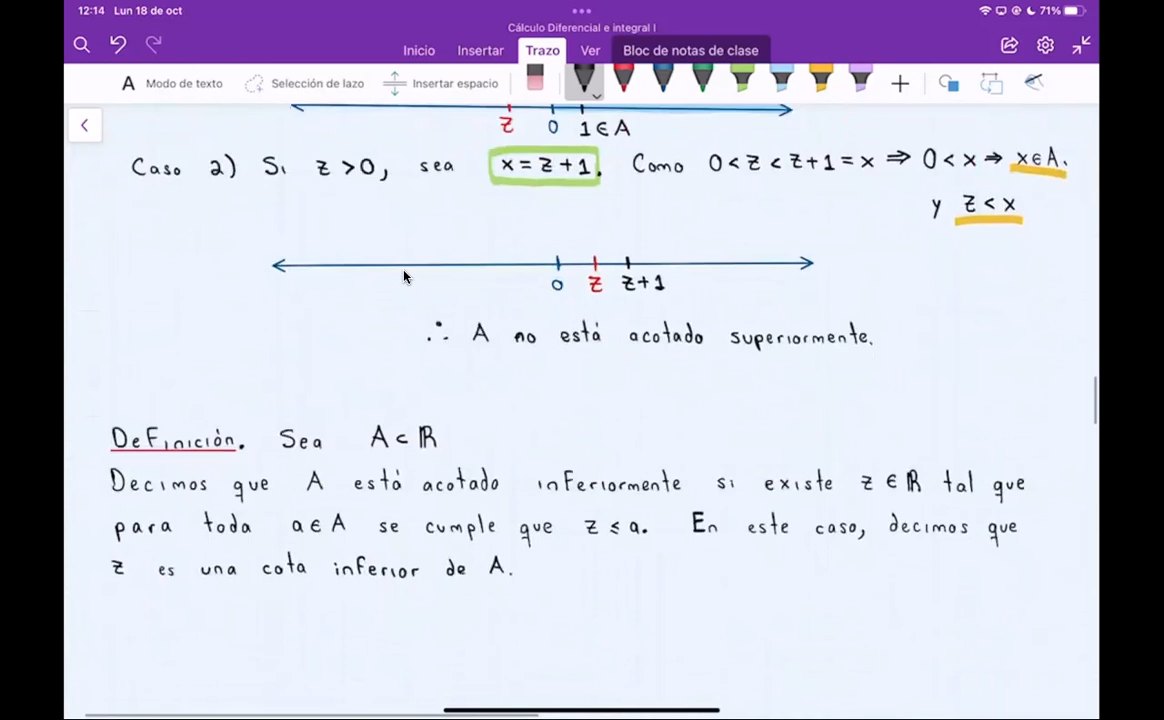 12:14 Lun 18 de oct
71%
Cálculo Diferencial e integral I
Inicio Insertar Trazo Ver Bloc de notas de clase
A Modo de texto Selección de lazo Insertar espacio
z 0 1 ∈ A
Caso 2) Si z > 0, sea x = z + 1. Como 0 < z < z + 1 = x ⇒ 0 < x ⇒ x ∈ A.
y z < x
0 z z + 1
∴ A no está acotado superiormente.
Definición. Sea A ⊂ ℝ
Decimos que A está acotado inferiormente si existe z ∈ ℝ tal que
para toda a ∈ A se cumple que z ≤ a. En este caso, decimos que
z es una cota inferior de A.